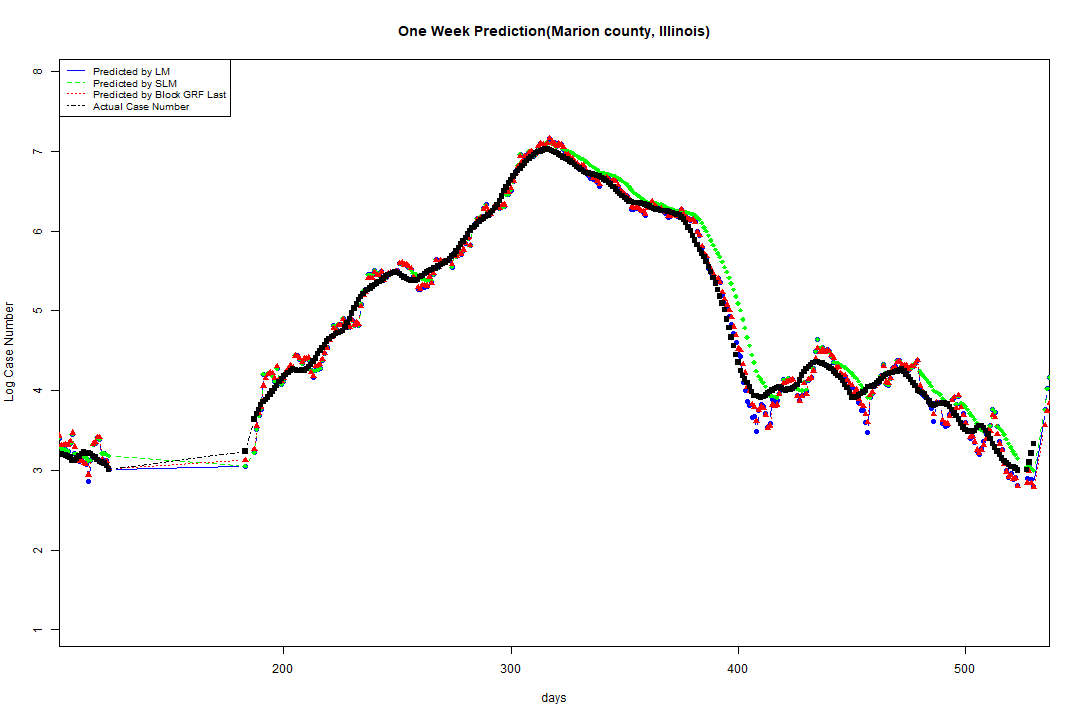 One Week Prediction(Marion county, Illinois)
Predicted by LM
Predicted by SLM
Predicted by Block GRF Last
Actual Case Number
8
7
6
5
4
3
2
1
Log Case Number
200
300
400
500
days